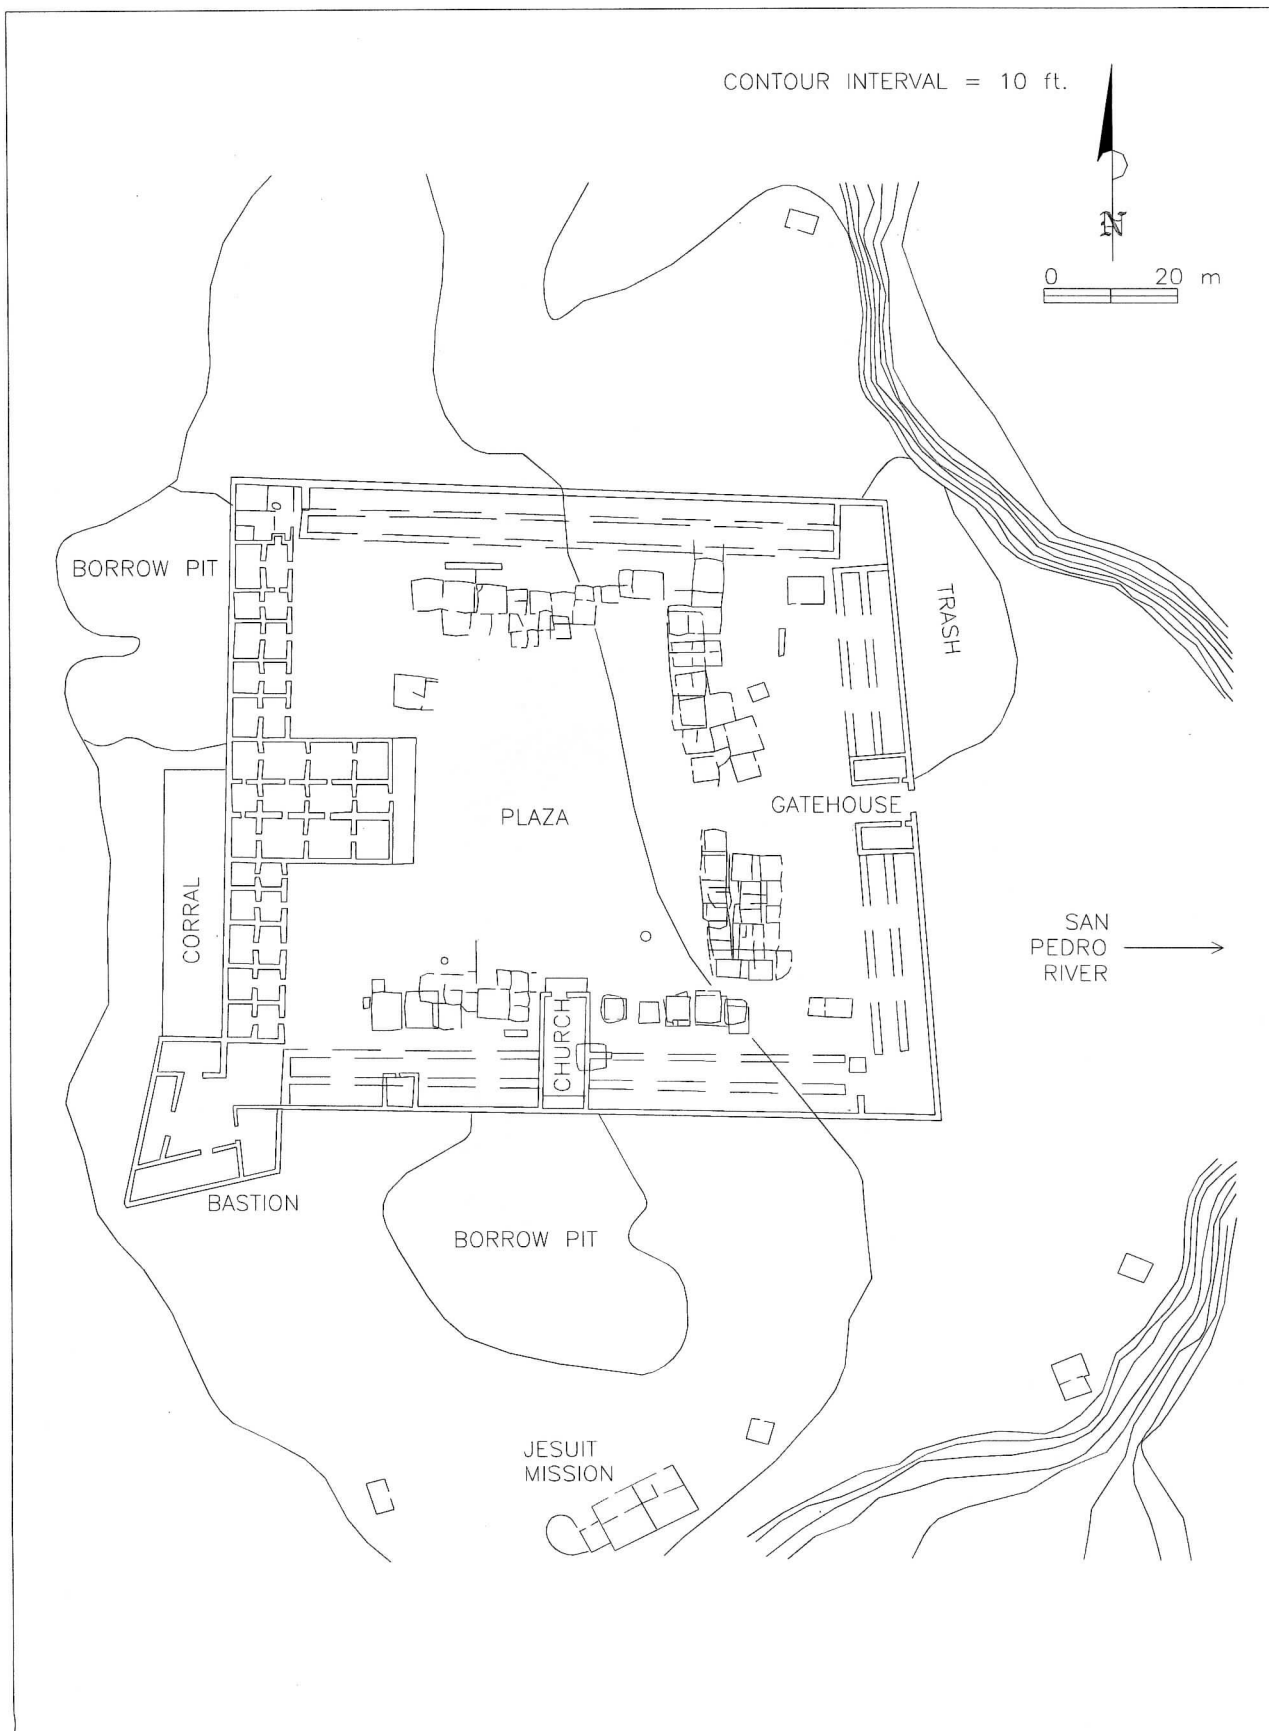 CONTOUR INTERVAL = 10 ft.
N
0 20 m
BORROW PIT
TRASH
PLAZA
GATEHOUSE
CORRAL
SAN
PEDRO
RIVER
CHURCH
BASTION
BORROW PIT
JESUIT
MISSION